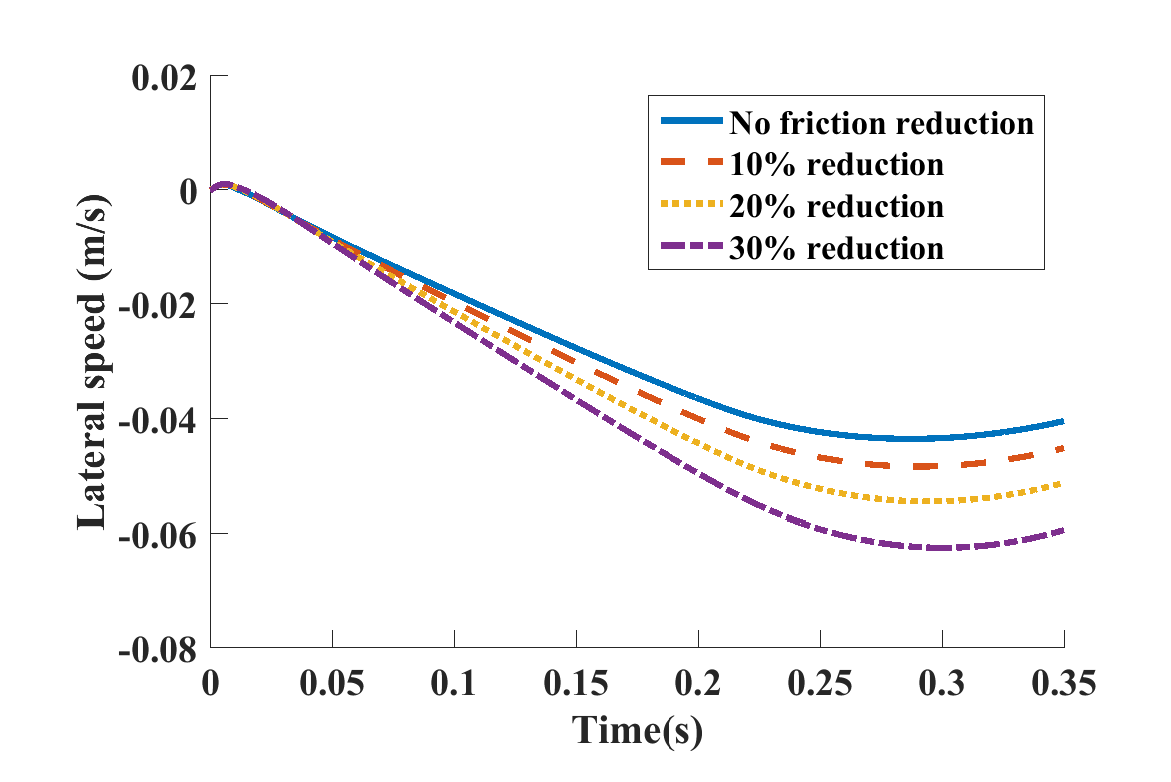 0.02
0
-0.02
-0.04
-0.06
-0.08
Lateral speed (m/s)
No friction reduction
10% reduction
20% reduction
30% reduction
0 0.05 0.1 0.15 0.2 0.25 0.3 0.35
Time(s)